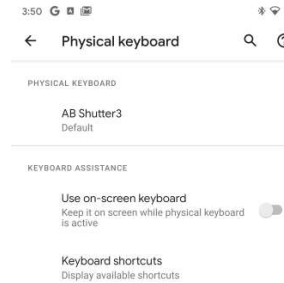 3:50 G
Physical keyboard
PHYSICAL KEYBOARD
AB Shutter3
Default
KEYBOARD ASSISTANCE
Use on-screen keyboard
Keep it on screen while physical keyboard
is active
Keyboard shortcuts
Display available shortcuts